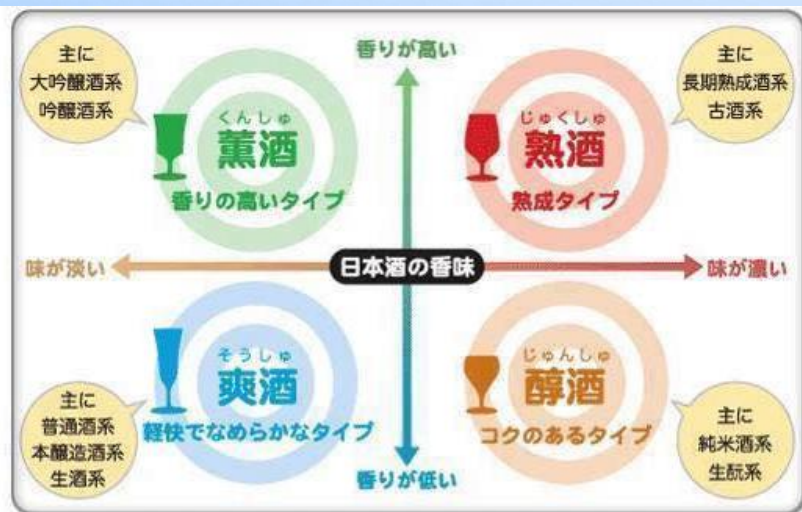 香りが高い
主に
大吟醸酒系
吟醸酒系
くんしゅ
薫酒
香りの高いタイプ
主に
長期熟成酒系
古酒系
じゅくしゅ
熟酒
熟成タイプ
味が淡い
日本酒の香味
味が濃い
そうしゅ
爽酒
軽快でなめらかなタイプ
主に
普通酒系
本醸造酒系
生酒系
じゅんしゅ
醇酒
コクのあるタイプ
主に
純米酒系
生酛系
香りが低い